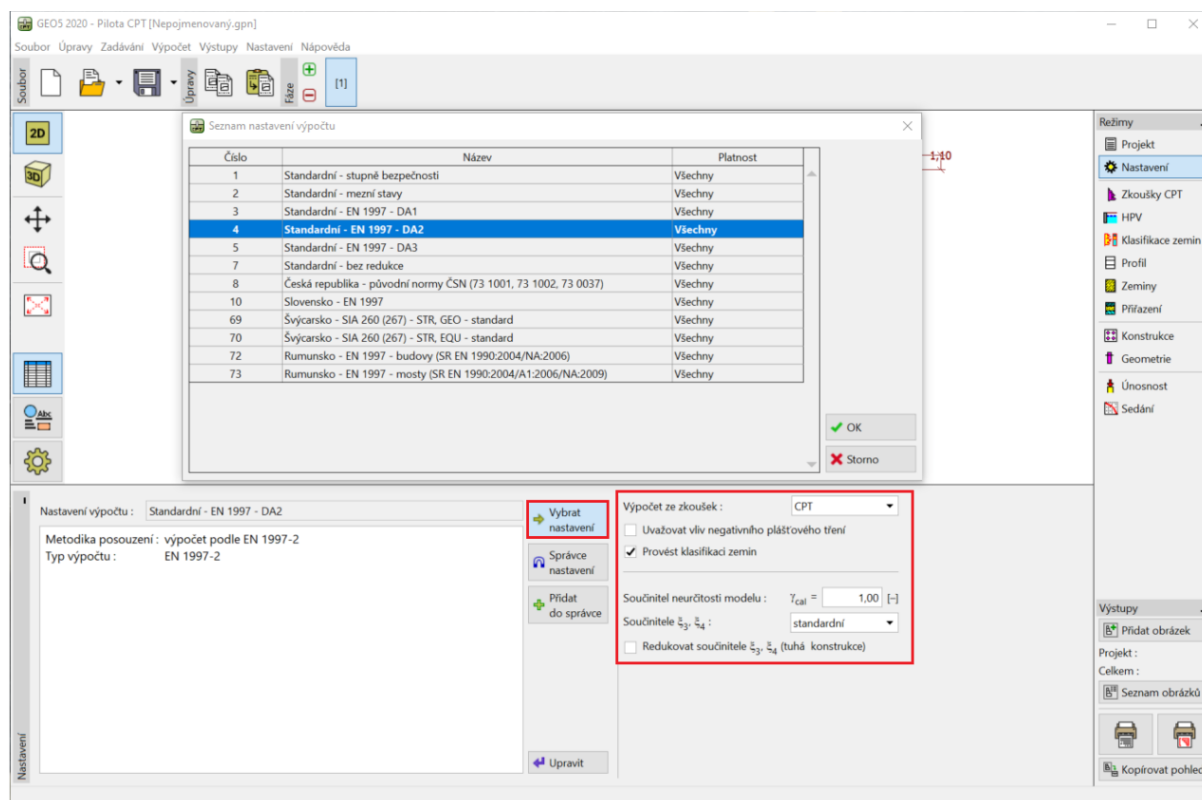 GEO5 2020 - Pilota CPT [Nepojmenovaný.gpn]
Soubor Úpravy Zadávání Výpočet Výstupy Nastavení Nápověda
Soubor
Úpravy
Fáze
[1]
2D
3D
Abc
Seznam nastavení výpočtu
Číslo Název Platnost
1 Standardní - stupně bezpečnosti Všechny
2 Standardní - mezní stavy Všechny
3 Standardní - EN 1997 - DA1 Všechny
4 Standardní - EN 1997 - DA2 Všechny
5 Standardní - EN 1997 - DA3 Všechny
7 Standardní - bez redukce Všechny
8 Česká republika - původní normy ČSN (73 1001, 73 1002, 73 0037) Všechny
10 Slovensko - EN 1997 Všechny
69 Švýcarsko - SIA 260 (267) - STR, GEO - standard Všechny
70 Švýcarsko - SIA 260 (267) - STR, EQU - standard Všechny
72 Rumunsko - EN 1997 - budovy (SR EN 1990:2004/NA:2006) Všechny
73 Rumunsko - EN 1997 - mosty (SR EN 1990:2004/A1:2006/NA:2009) Všechny
OK
Storno
1,10
Režimy
Projekt
Nastavení
Zkoušky CPT
HPV
Klasifikace zemin
Profil
Zeminy
Přiřazení
Konstrukce
Geometrie
Únosnost
Sedání
Nastavení
Nastavení výpočtu : Standardní - EN 1997 - DA2
Metodika posouzení : výpočet podle EN 1997-2
Typ výpočtu : EN 1997-2
Vybrat
nastavení
Správce
nastavení
Přidat
do správce
Upravit
Výpočet ze zkoušek : CPT
Uvažovat vliv negativního plášťového tření
Provést klasifikaci zemin
Součinitel neurčitosti modelu : γcal = 1,00 [–]
Součinitele ξ3, ξ4 : standardní
Redukovat součinitele ξ3, ξ4 (tuhá konstrukce)
Výstupy
Přidat obrázek
Projekt :
Celkem :
Seznam obrázků
Kopírovat pohled